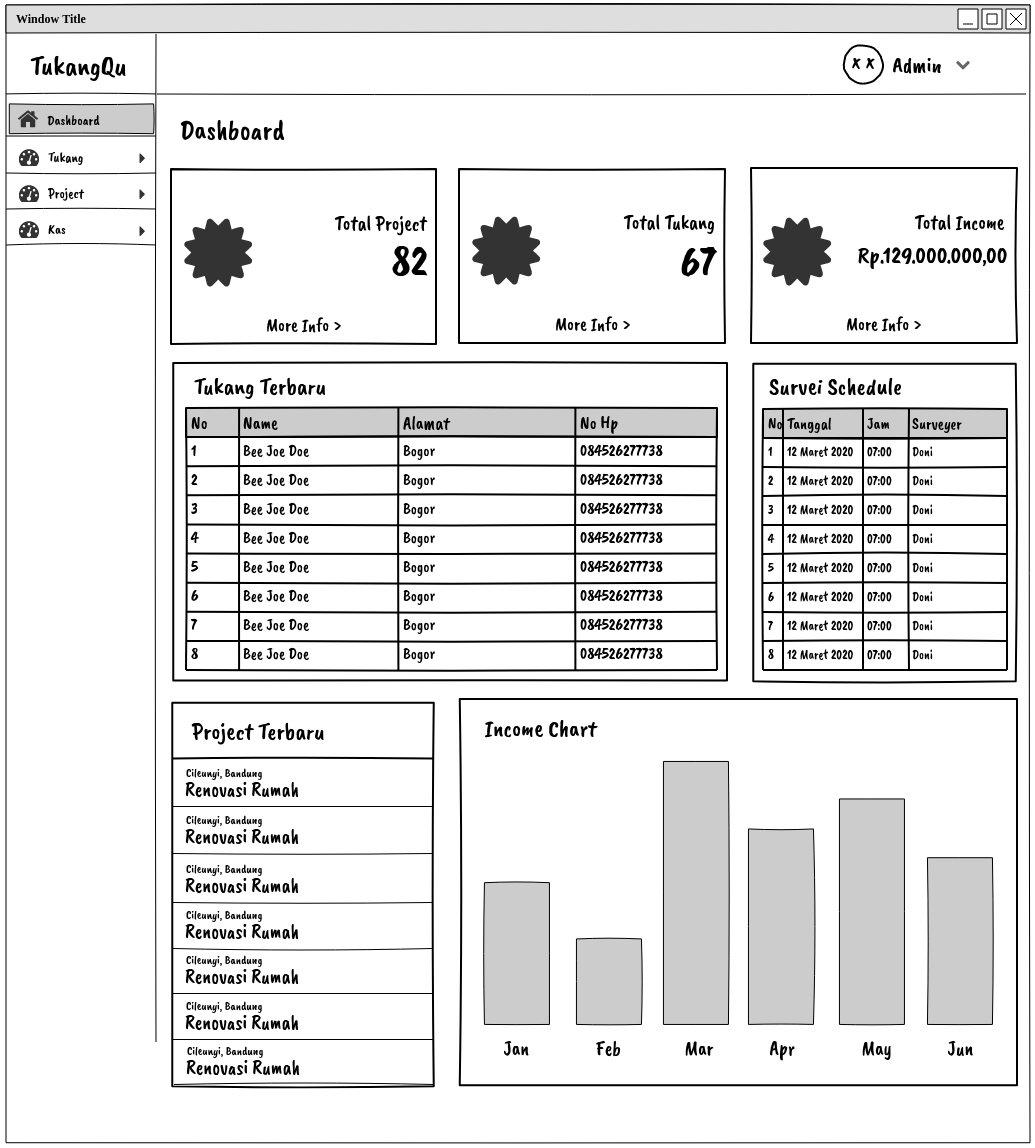 Window Title
TukangQu
Admin
Dashboard
Tukang
Project
Kas
Dashboard
Total Project
82
More Info >
Total Tukang
67
More Info >
Total Income
Rp.129.000.000,00
More Info >
Tukang Terbaru
No Name Alamat No Hp
1 Bee Joe Doe Bogor 084526277738
2 Bee Joe Doe Bogor 084526277738
3 Bee Joe Doe Bogor 084526277738
4 Bee Joe Doe Bogor 084526277738
5 Bee Joe Doe Bogor 084526277738
6 Bee Joe Doe Bogor 084526277738
7 Bee Joe Doe Bogor 084526277738
8 Bee Joe Doe Bogor 084526277738
Survei Schedule
No Tanggal Jam Surveyer
1 12 Maret 2020 07:00 Doni
2 12 Maret 2020 07:00 Doni
3 12 Maret 2020 07:00 Doni
4 12 Maret 2020 07:00 Doni
5 12 Maret 2020 07:00 Doni
6 12 Maret 2020 07:00 Doni
7 12 Maret 2020 07:00 Doni
8 12 Maret 2020 07:00 Doni
Project Terbaru
Cileunyi, Bandung
Renovasi Rumah
Cileunyi, Bandung
Renovasi Rumah
Cileunyi, Bandung
Renovasi Rumah
Cileunyi, Bandung
Renovasi Rumah
Cileunyi, Bandung
Renovasi Rumah
Cileunyi, Bandung
Renovasi Rumah
Cileunyi, Bandung
Renovasi Rumah
Income Chart
Jan Feb Mar Apr May Jun